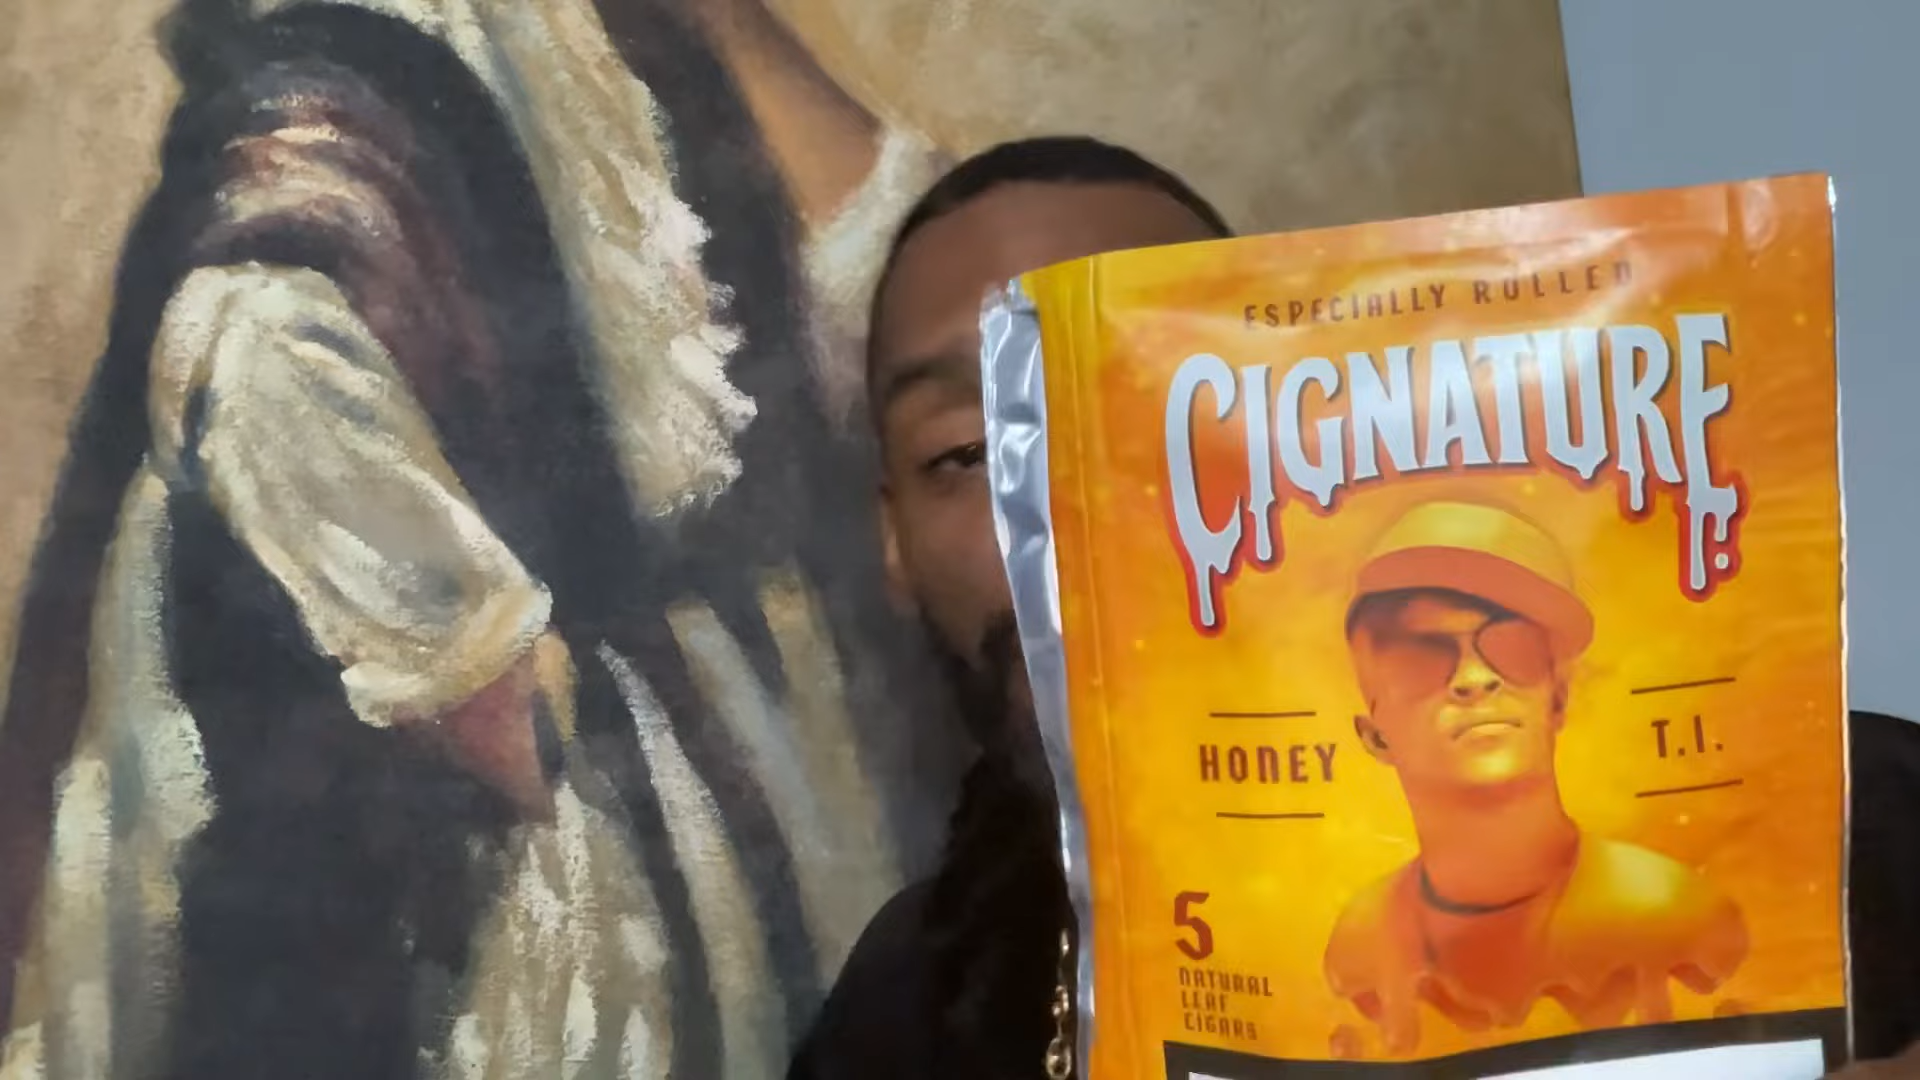 ESPECIALLY ROLLED
CIGNATURE
HONEY
T.I.
5
NATURAL
LEAF
CIGARS